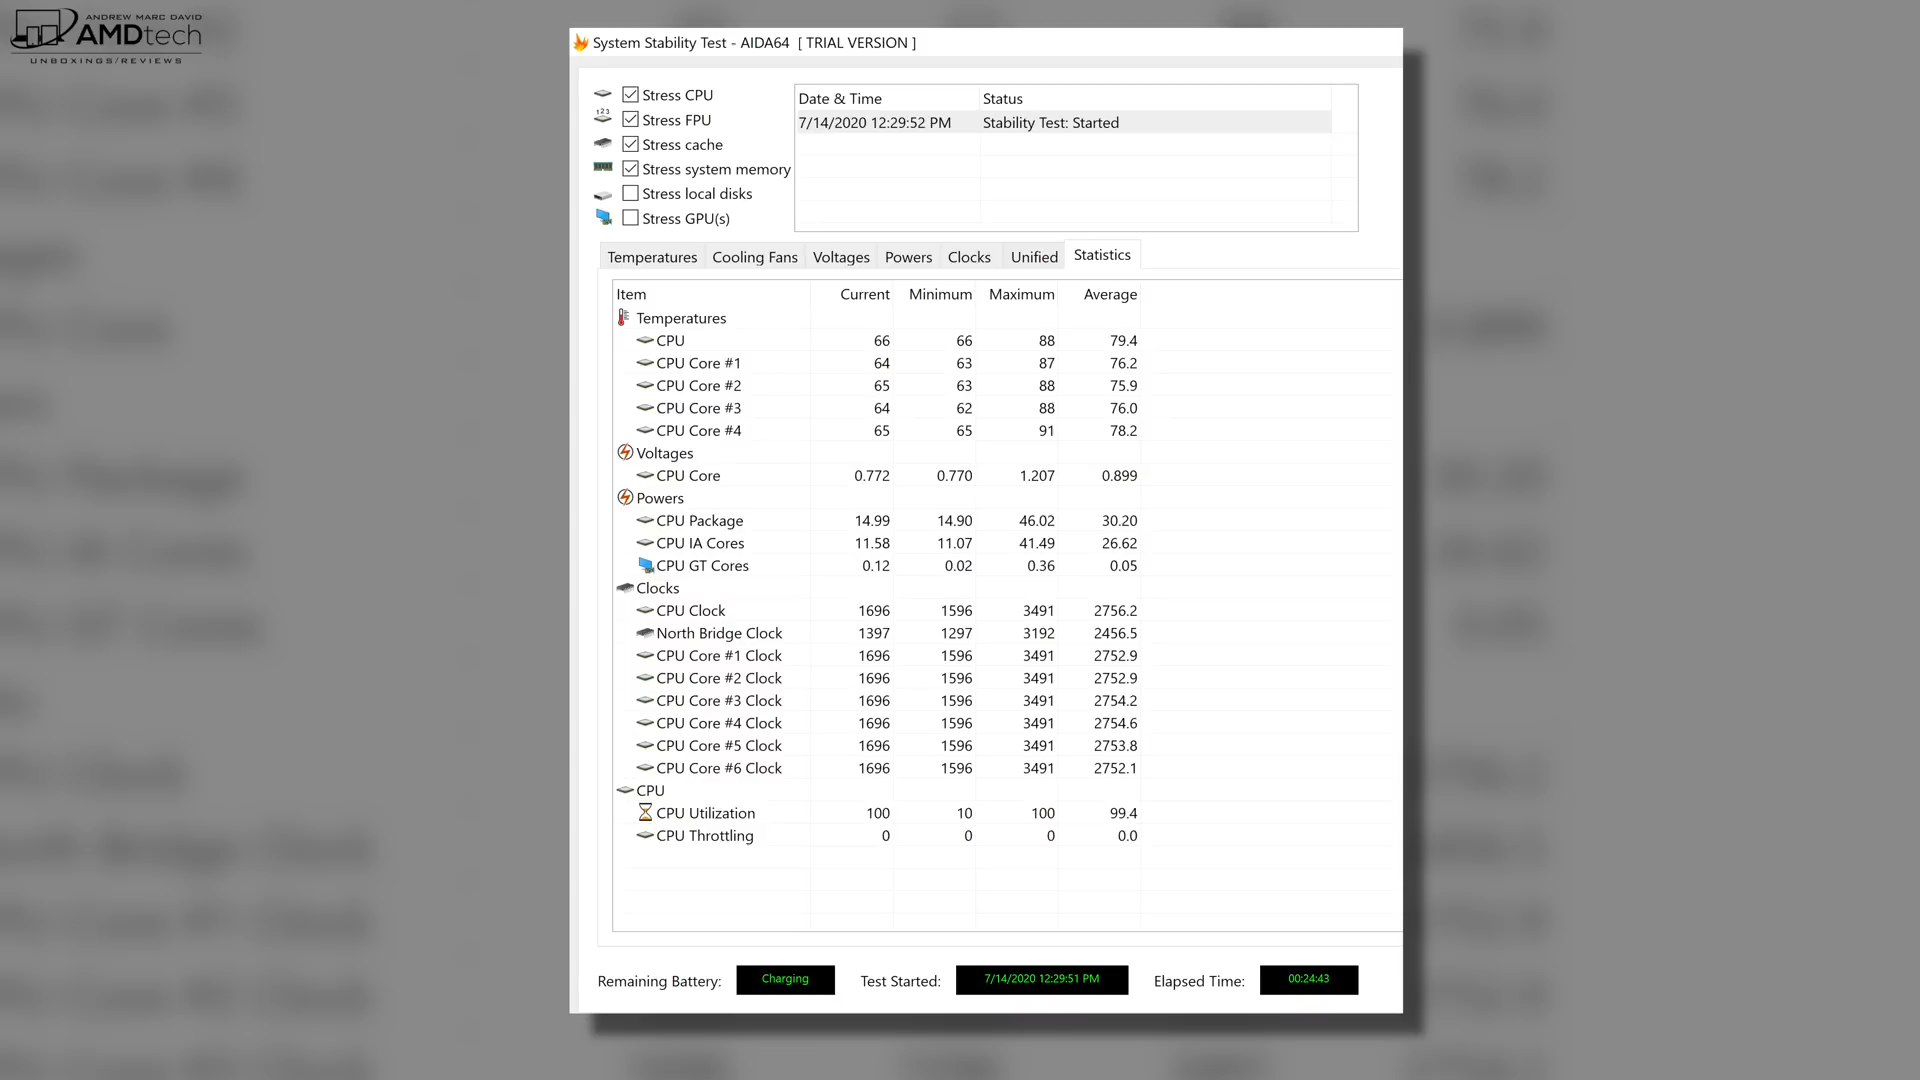 ANDREW MARC DAVID
AMDtech
UNBOXINGS/REVIEWS
System Stability Test - AIDA64 [ TRIAL VERSION ]
Stress CPU
123
Stress FPU
Stress cache
Stress system memory
Stress local disks
Stress GPU(s)
Date & Time Status
7/14/2020 12:29:52 PM Stability Test: Started
Temperatures Cooling Fans Voltages Powers Clocks Unified Statistics
Item Current Minimum Maximum Average
Temperatures
CPU 66 66 88 79.4
CPU Core #1 64 63 87 76.2
CPU Core #2 65 63 88 75.9
CPU Core #3 64 62 88 76.0
CPU Core #4 65 65 91 78.2
Voltages
CPU Core 0.772 0.770 1.207 0.899
Powers
CPU Package 14.99 14.90 46.02 30.20
CPU IA Cores 11.58 11.07 41.49 26.62
CPU GT Cores 0.12 0.02 0.36 0.05
Clocks
CPU Clock 1696 1596 3491 2756.2
North Bridge Clock 1397 1297 3192 2456.5
CPU Core #1 Clock 1696 1596 3491 2752.9
CPU Core #2 Clock 1696 1596 3491 2752.9
CPU Core #3 Clock 1696 1596 3491 2754.2
CPU Core #4 Clock 1696 1596 3491 2754.6
CPU Core #5 Clock 1696 1596 3491 2753.8
CPU Core #6 Clock 1696 1596 3491 2752.1
CPU
CPU Utilization 100 10 100 99.4
CPU Throttling 0 0 0 0.0
Remaining Battery: Charging Test Started: 7/14/2020 12:29:51 PM Elapsed Time: 00:24:43